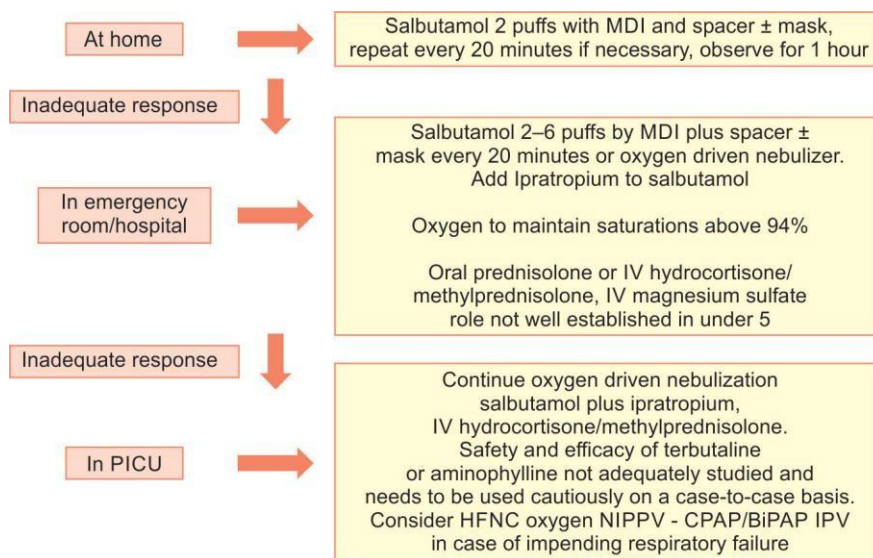 At home
Salbutamol 2 puffs with MDI and spacer ± mask,
repeat every 20 minutes if necessary, observe for 1 hour
Inadequate response
In emergency
room/hospital
Salbutamol 2–6 puffs by MDI plus spacer ±
mask every 20 minutes or oxygen driven nebulizer.
Add Ipratropium to salbutamol
Oxygen to maintain saturations above 94%
Oral prednisolone or IV hydrocortisone/
methylprednisolone, IV magnesium sulfate
role not well established in under 5
Inadequate response
In PICU
Continue oxygen driven nebulization
salbutamol plus ipratropium,
IV hydrocortisone/methylprednisolone.
Safety and efficacy of terbutaline
or aminophylline not adequately studied and
needs to be used cautiously on a case-to-case basis.
Consider HFNC oxygen NIPPV - CPAP/BiPAP IPV
in case of impending respiratory failure